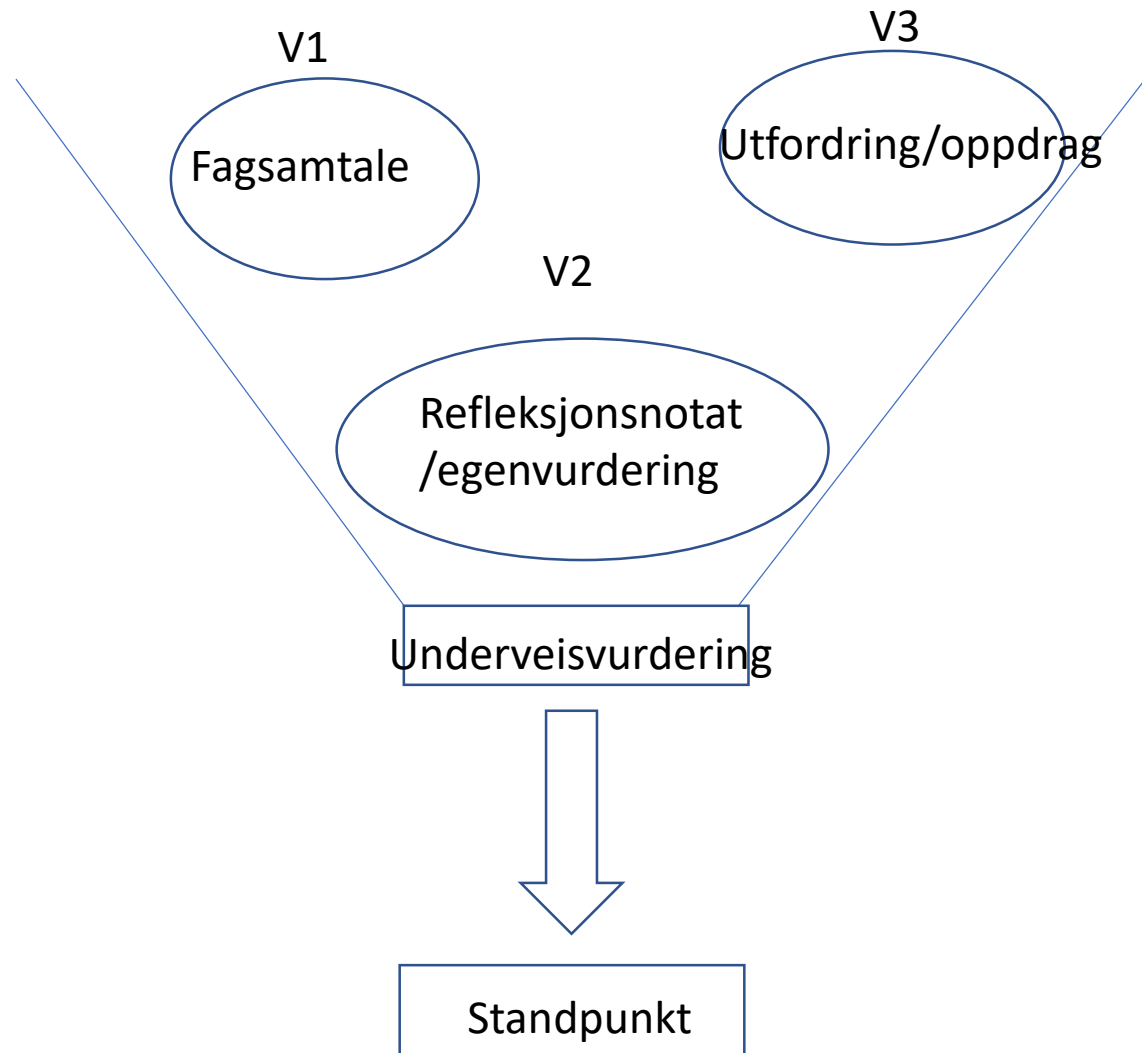 V1
V3
Fagsamtale
Utfordring/oppdrag
V2
Refleksjonsnotat
/egenvurdering
Underveisvurdering
Standpunkt